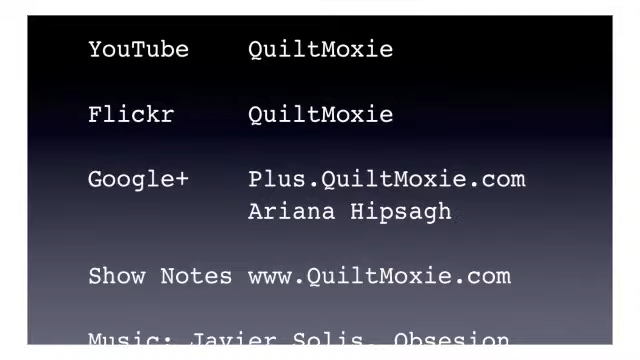 YouTube QuiltMoxie
Flickr QuiltMoxie
Google+ Plus.QuiltMoxie.com
Ariana Hipsagh
Show Notes www.QuiltMoxie.com
Music: Javier Solis, Obsesion